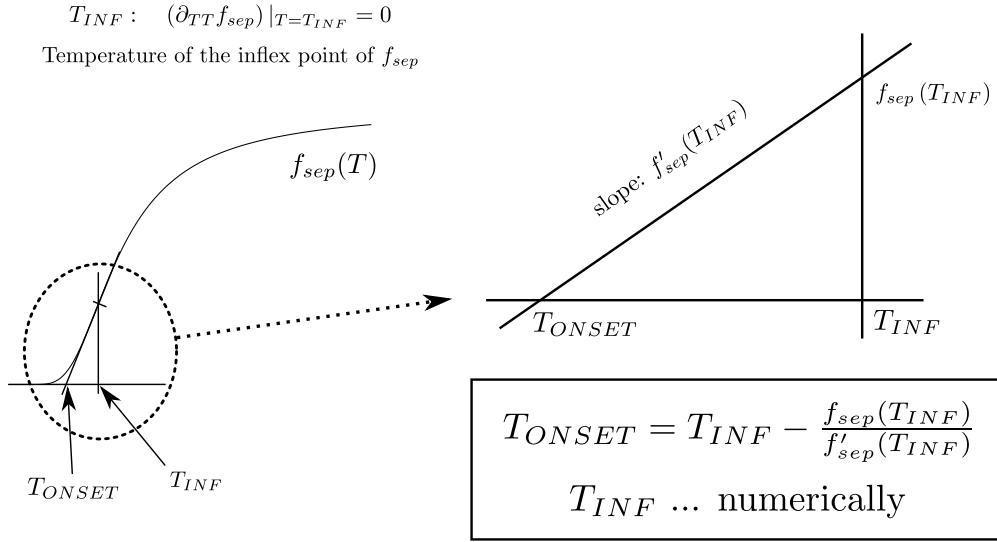 T_{INF} : (∂_{TT} f_{sep}) |_{T=T_{INF}} = 0
Temperature of the inflex point of f_{sep}
f_{sep}(T)
T_{ONSET}
T_{INF}
slope: f'_{sep}(T_{INF})
f_{sep} (T_{INF})
T_{ONSET}
T_{INF}
T_{ONSET} = T_{INF} − \frac{f_{sep}(T_{INF})}{f'_{sep}(T_{INF})}
T_{INF} ... numerically